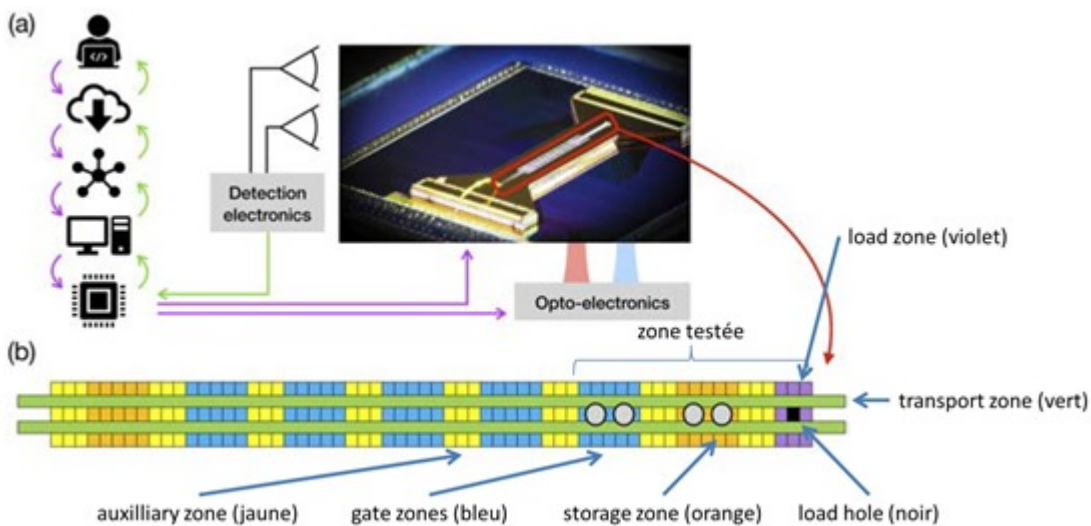 (a)
</>
Detection
electronics
Opto-electronics
load zone (violet)
zone testée
(b)
transport zone (vert)
auxilliary zone (jaune)
gate zones (bleu)
storage zone (orange)
load hole (noir)